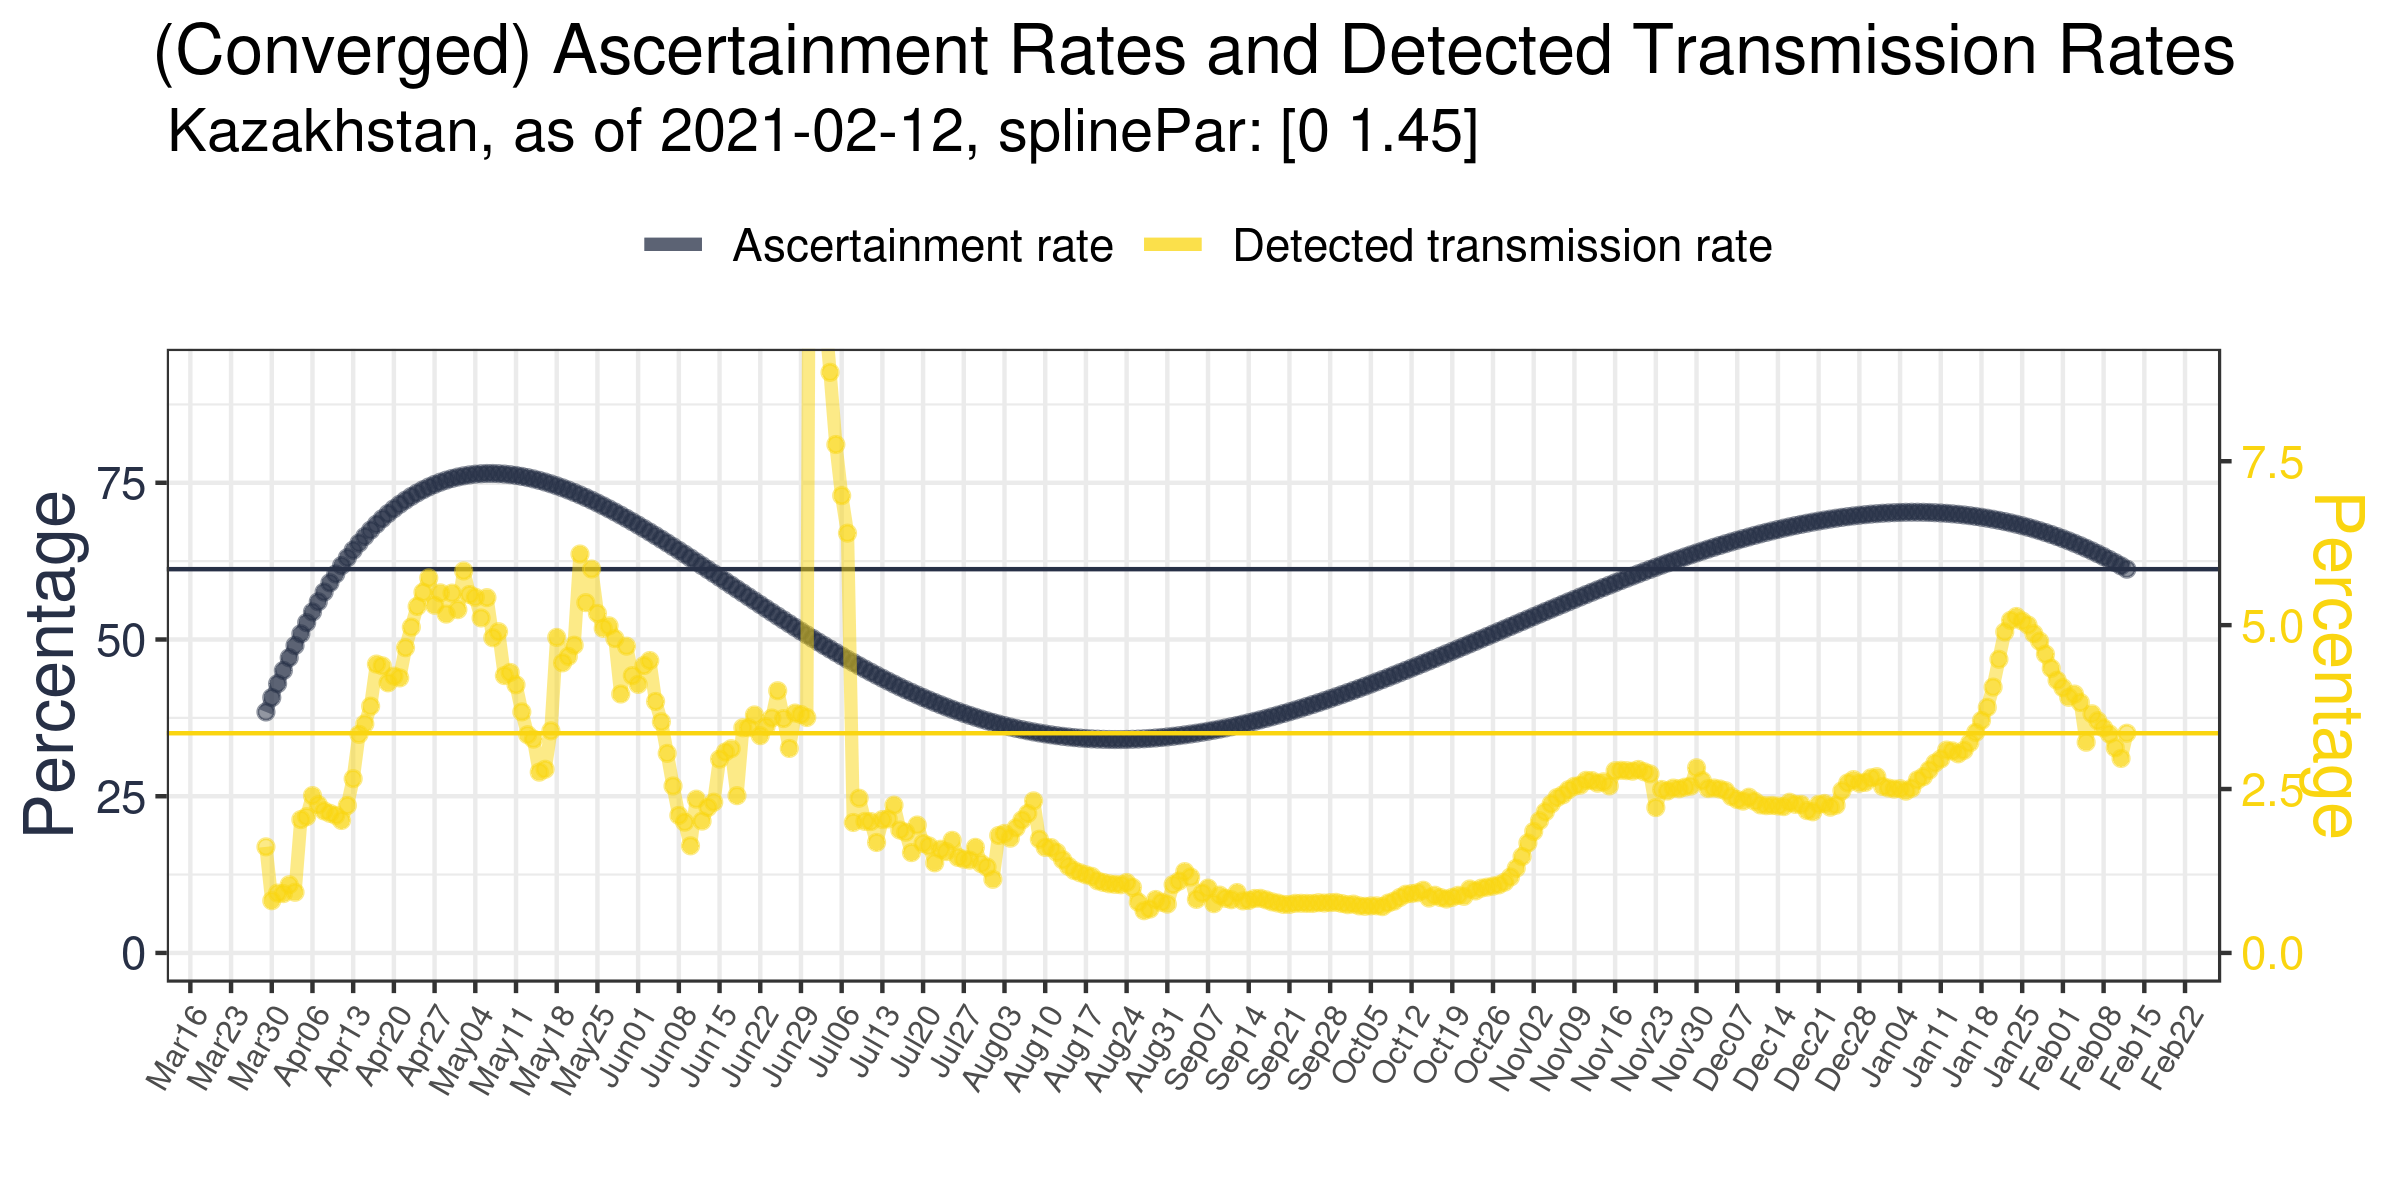 (Converged) Ascertainment Rates and Detected Transmission Rates
Kazakhstan, as of 2021-02-12, splinePar: [0 1.45]
Ascertainment rate Detected transmission rate
Percentage
75
50
25
0
7.5
5.0
2.5
0.0
Percentage
Mar16 Mar23 Mar30 Apr06 Apr13 Apr20 Apr27 May04 May11 May18 May25 Jun01 Jun08 Jun15 Jun22 Jun29 Jul06 Jul13 Jul20 Jul27 Aug03 Aug10 Aug17 Aug24 Aug31 Sep07 Sep14 Sep21 Sep28 Oct05 Oct12 Oct19 Oct26 Nov02 Nov09 Nov16 Nov23 Nov30 Dec07 Dec14 Dec21 Dec28 Jan04 Jan11 Jan18 Jan25 Feb01 Feb08 Feb15 Feb22